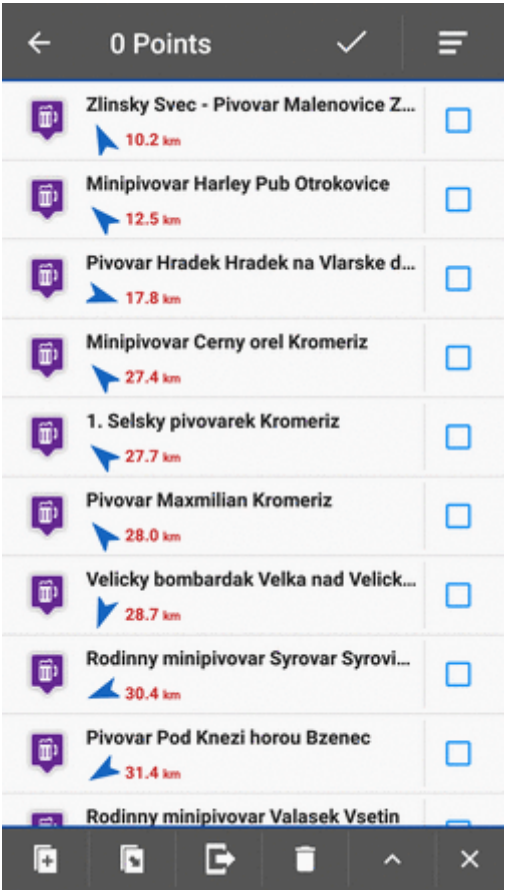 0 Points
Zlinsky Svec - Pivovar Malenovice Z...
10.2 km
Minipivovar Harley Pub Otrokovice
12.5 km
Pivovar Hradek Hradek na Vlarske d...
17.8 km
Minipivovar Cerny orel Kromeriz
27.4 km
1. Selsky pivovarek Kromeriz
27.7 km
Pivovar Maxmilian Kromeriz
28.0 km
Velicky bombardak Velka nad Velick...
28.7 km
Rodinny minipivovar Syrovar Syrovi...
30.4 km
Pivovar Pod Knezi horou Bzenec
31.4 km
Rodinny minipivovar Valasek Vsetin